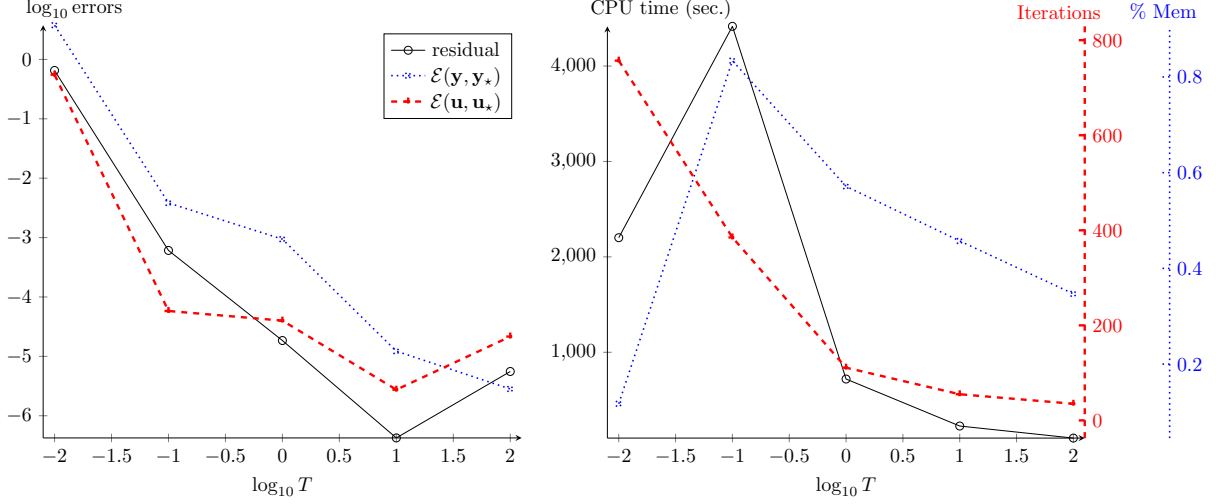 log₁₀ errors
0
−1
−2
−3
−4
−5
−6
−2 −1.5 −1 −0.5 0 0.5 1 1.5 2
log₁₀ T
residual
ℰ(𝐲, 𝐲⋆)
ℰ(𝐮, 𝐮⋆)
CPU time (sec.)
4,000
3,000
2,000
1,000
−2 −1.5 −1 −0.5 0 0.5 1 1.5 2
log₁₀ T
Iterations
800
600
400
200
0
% Mem
0.8
0.6
0.4
0.2